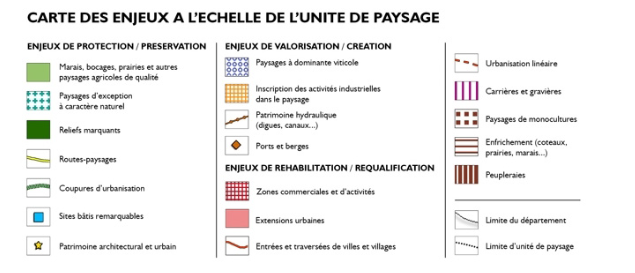 CARTE DES ENJEUX A L'ECHELLE DE L'UNITE DE PAYSAGE
ENJEUX DE PROTECTION / PRESERVATION
Marais, bocages, prairies et autres
paysages agricoles de qualité
Paysages d'exception
à caractère naturel
Reliefs marquants
Routes-paysages
Coupures d'urbanisation
Sites bâtis remarquables
Patrimoine architectural et urbain
ENJEUX DE VALORISATION / CREATION
Paysages à dominante viticole
Inscription des activités industrielles
dans le paysage
Patrimoine hydraulique
(digues, canaux...)
Ports et berges
ENJEUX DE REHABILITATION / REQUALIFICATION
Zones commerciales et d'activités
Extensions urbaines
Entrées et traversées de villes et villages
Urbanisation linéaire
Carrières et gravières
Paysages de monocultures
Enfrichement (coteaux,
prairies, marais...)
Peupleraies
Limite du département
Limite d'unité de paysage